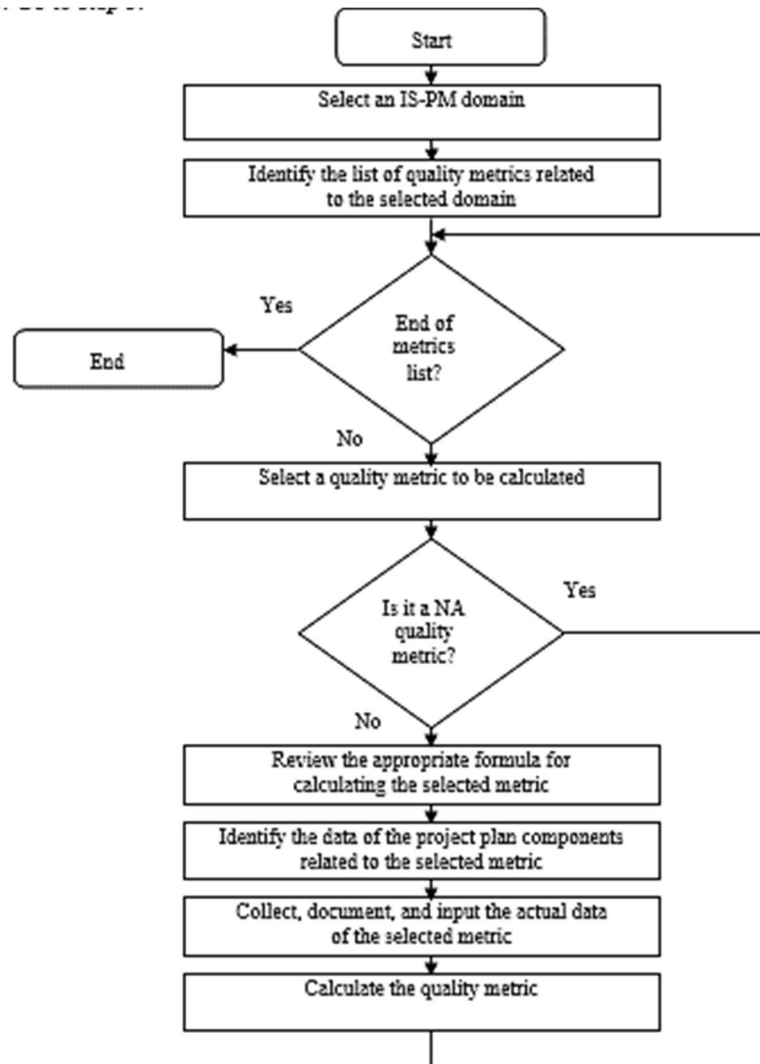 Start
Select an IS-PM domain
Identify the list of quality metrics related
to the selected domain
Yes
End of
metrics
list?
End
No
Select a quality metric to be calculated
Is it a NA
quality
metric?
Yes
No
Review the appropriate formula for
calculating the selected metric
Identify the data of the project plan components
related to the selected metric
Collect, document, and input the actual data
of the selected metric
Calculate the quality metric